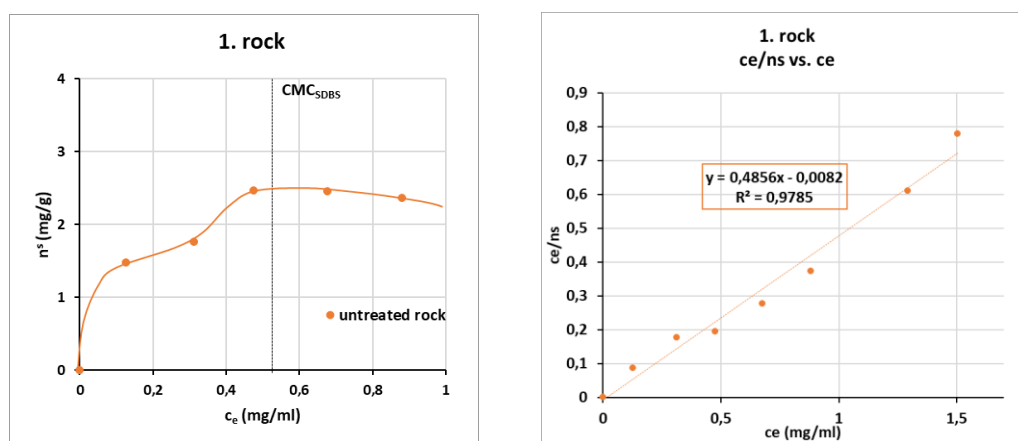 1. rock
4
3
2
1
0
nˢ (mg/g)
CMC_SDBS
untreated rock
0 0,2 0,4 0,6 0,8 1
cₑ (mg/ml)
1. rock
ce/ns vs. ce
0,9
0,8
0,7
0,6
0,5
0,4
0,3
0,2
0,1
0
ce/ns
y = 0,4856x - 0,0082
R² = 0,9785
0 0,5 1 1,5
ce (mg/ml)